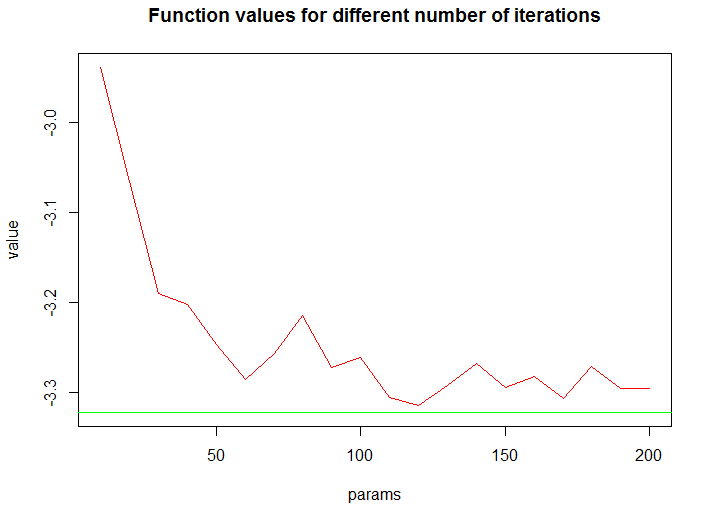 Function values for different number of iterations
value
-3.0
-3.1
-3.2
-3.3
50
100
150
200
params